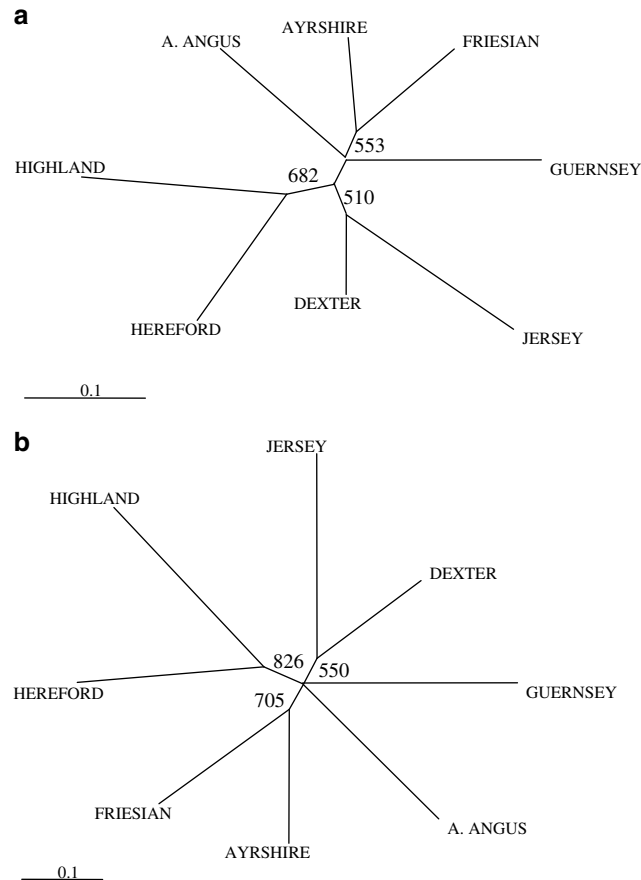 a
AYRSHIRE
A. ANGUS
FRIESIAN
553
GUERNSEY
HIGHLAND
682
510
DEXTER
HEREFORD
JERSEY
0.1
b
JERSEY
HIGHLAND
DEXTER
826
550
HEREFORD
GUERNSEY
705
FRIESIAN
A. ANGUS
AYRSHIRE
0.1